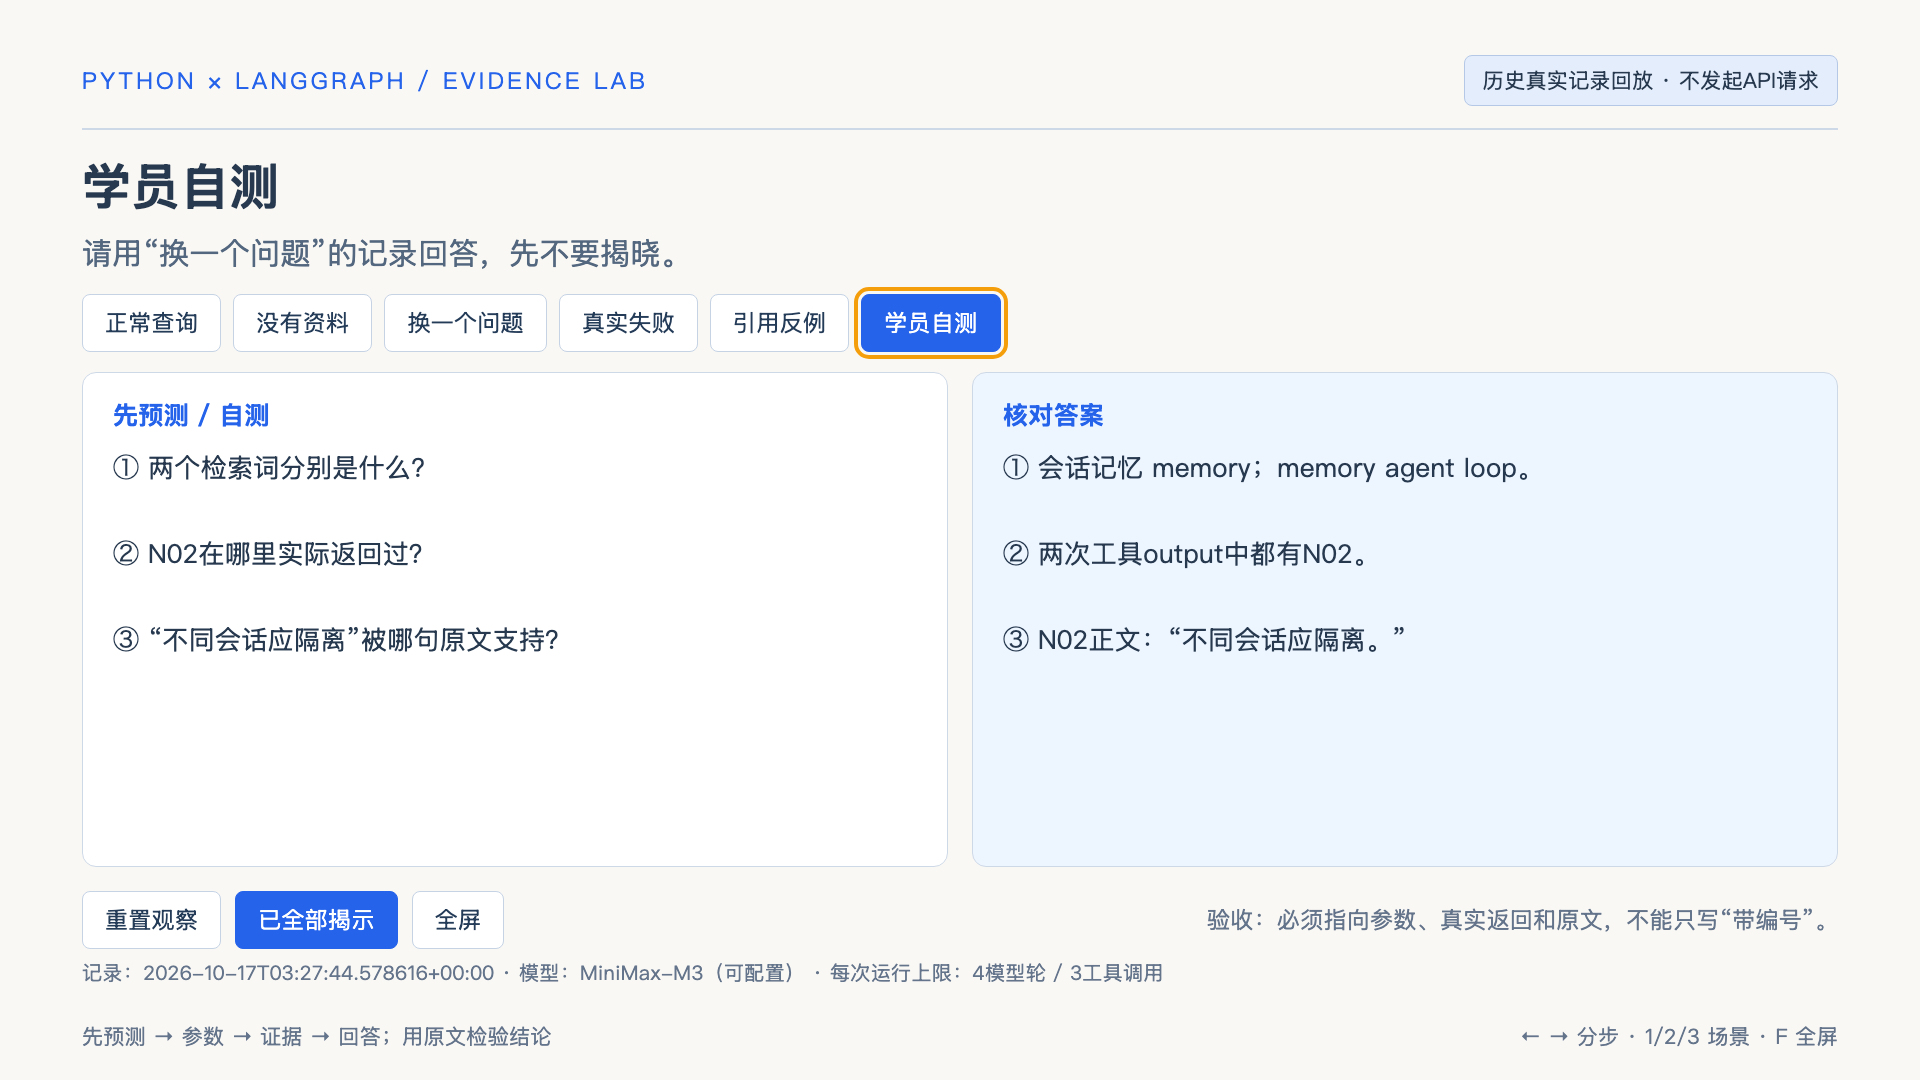 PYTHON × LANGGRAPH / EVIDENCE LAB
历史真实记录回放 · 不发起API请求
学员自测
请用“换一个问题”的记录回答，先不要揭晓。
正常查询
没有资料
换一个问题
真实失败
引用反例
学员自测
先预测 / 自测
① 两个检索词分别是什么？
② N02在哪里实际返回过？
③ “不同会话应隔离”被哪句原文支持？
核对答案
① 会话记忆 memory；memory agent loop。
② 两次工具output中都有N02。
③ N02正文：“不同会话应隔离。”
重置观察
已全部揭示
全屏
验收：必须指向参数、真实返回和原文，不能只写“带编号”。
记录：2026-10-17T03:27:44.578616+00:00 · 模型：MiniMax-M3（可配置） · 每次运行上限：4模型轮 / 3工具调用
先预测 → 参数 → 证据 → 回答；用原文检验结论
← → 分步 · 1/2/3 场景 · F 全屏